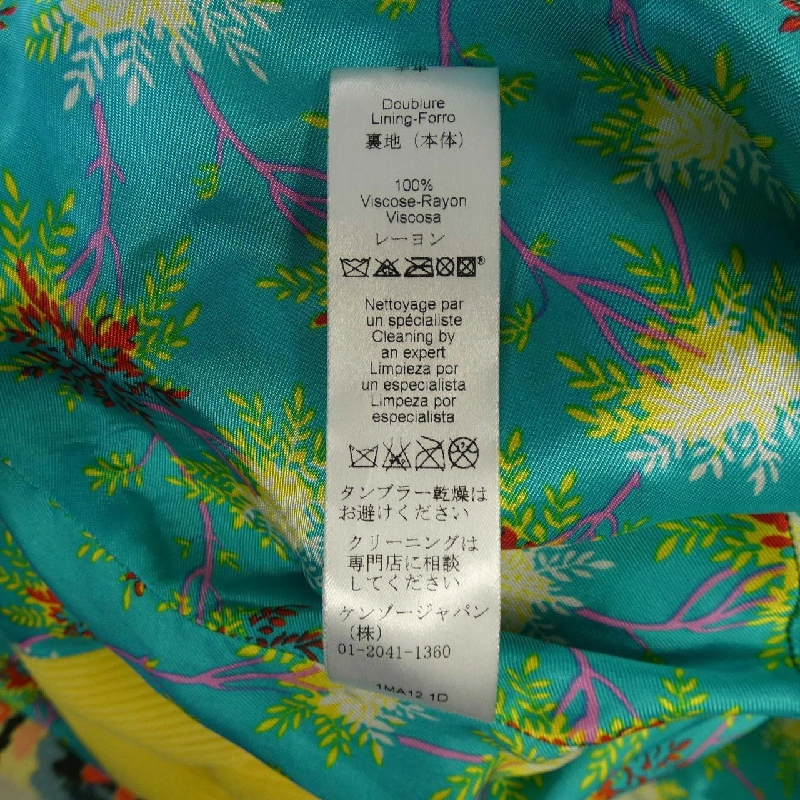 Doublure
Lining-Forro
裏地（本体）
100%
Viscose-Rayon
Viscosa
レーヨン
Nettoyage par
un spécialiste
Cleaning by
an expert
Limpieza por
un especialista
Limpeza por
especialista
タンブラー乾燥は
お避けください
クリーニングは
専門店に相談
してください
ケンゾージャパン
（株）
01-2041-1360
1MA12 1D